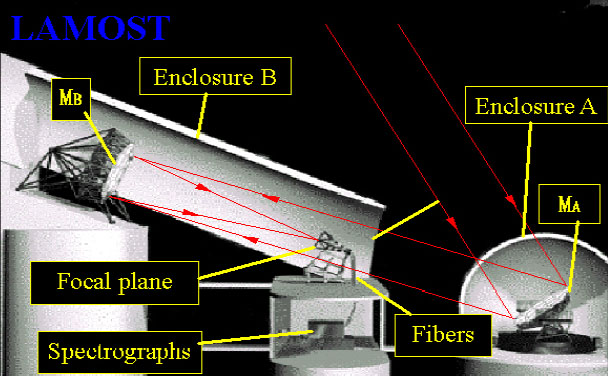 LAMOST
Enclosure B
MB
Enclosure A
MA
Focal plane
Fibers
Spectrographs